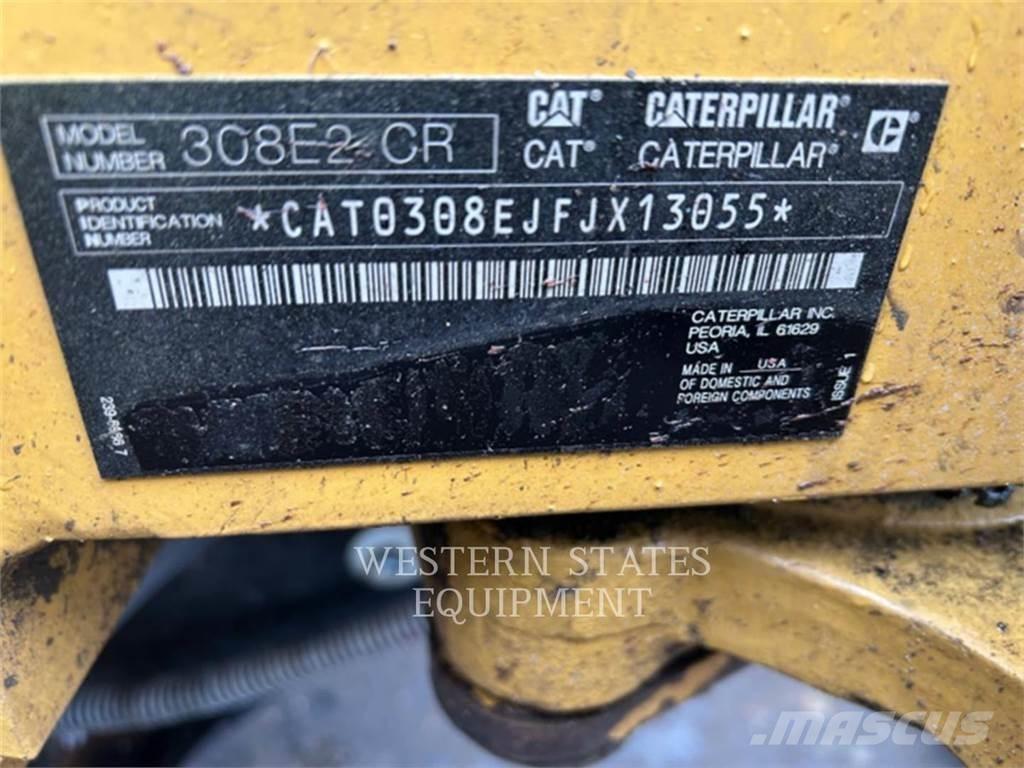 MODEL NUMBER 308E2 CR
CAT® CATERPILLAR®
CAT® CATERPILLAR®
PRODUCT
IDENTIFICATION
NUMBER
*CAT0308EJFJX13055*
CATERPILLAR INC.
PEORIA, IL 61629
USA
MADE IN USA
OF DOMESTIC AND
FOREIGN COMPONENTS
ISSUE 1
WESTERN STATES
EQUIPMENT
MASCUS